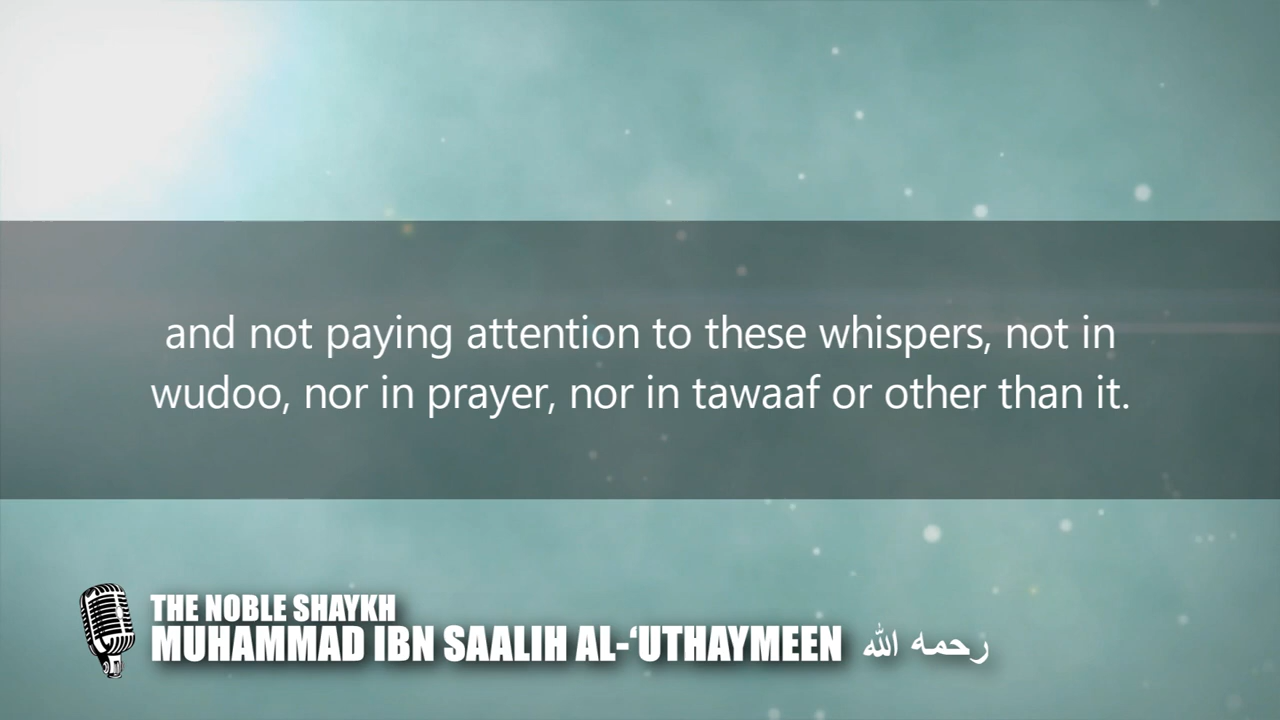 and not paying attention to these whispers, not in
wudoo, nor in prayer, nor in tawaaf or other than it.
THE NOBLE SHAYKH
MUHAMMAD IBN SAALIH AL-‘UTHAYMEEN رحمه الله